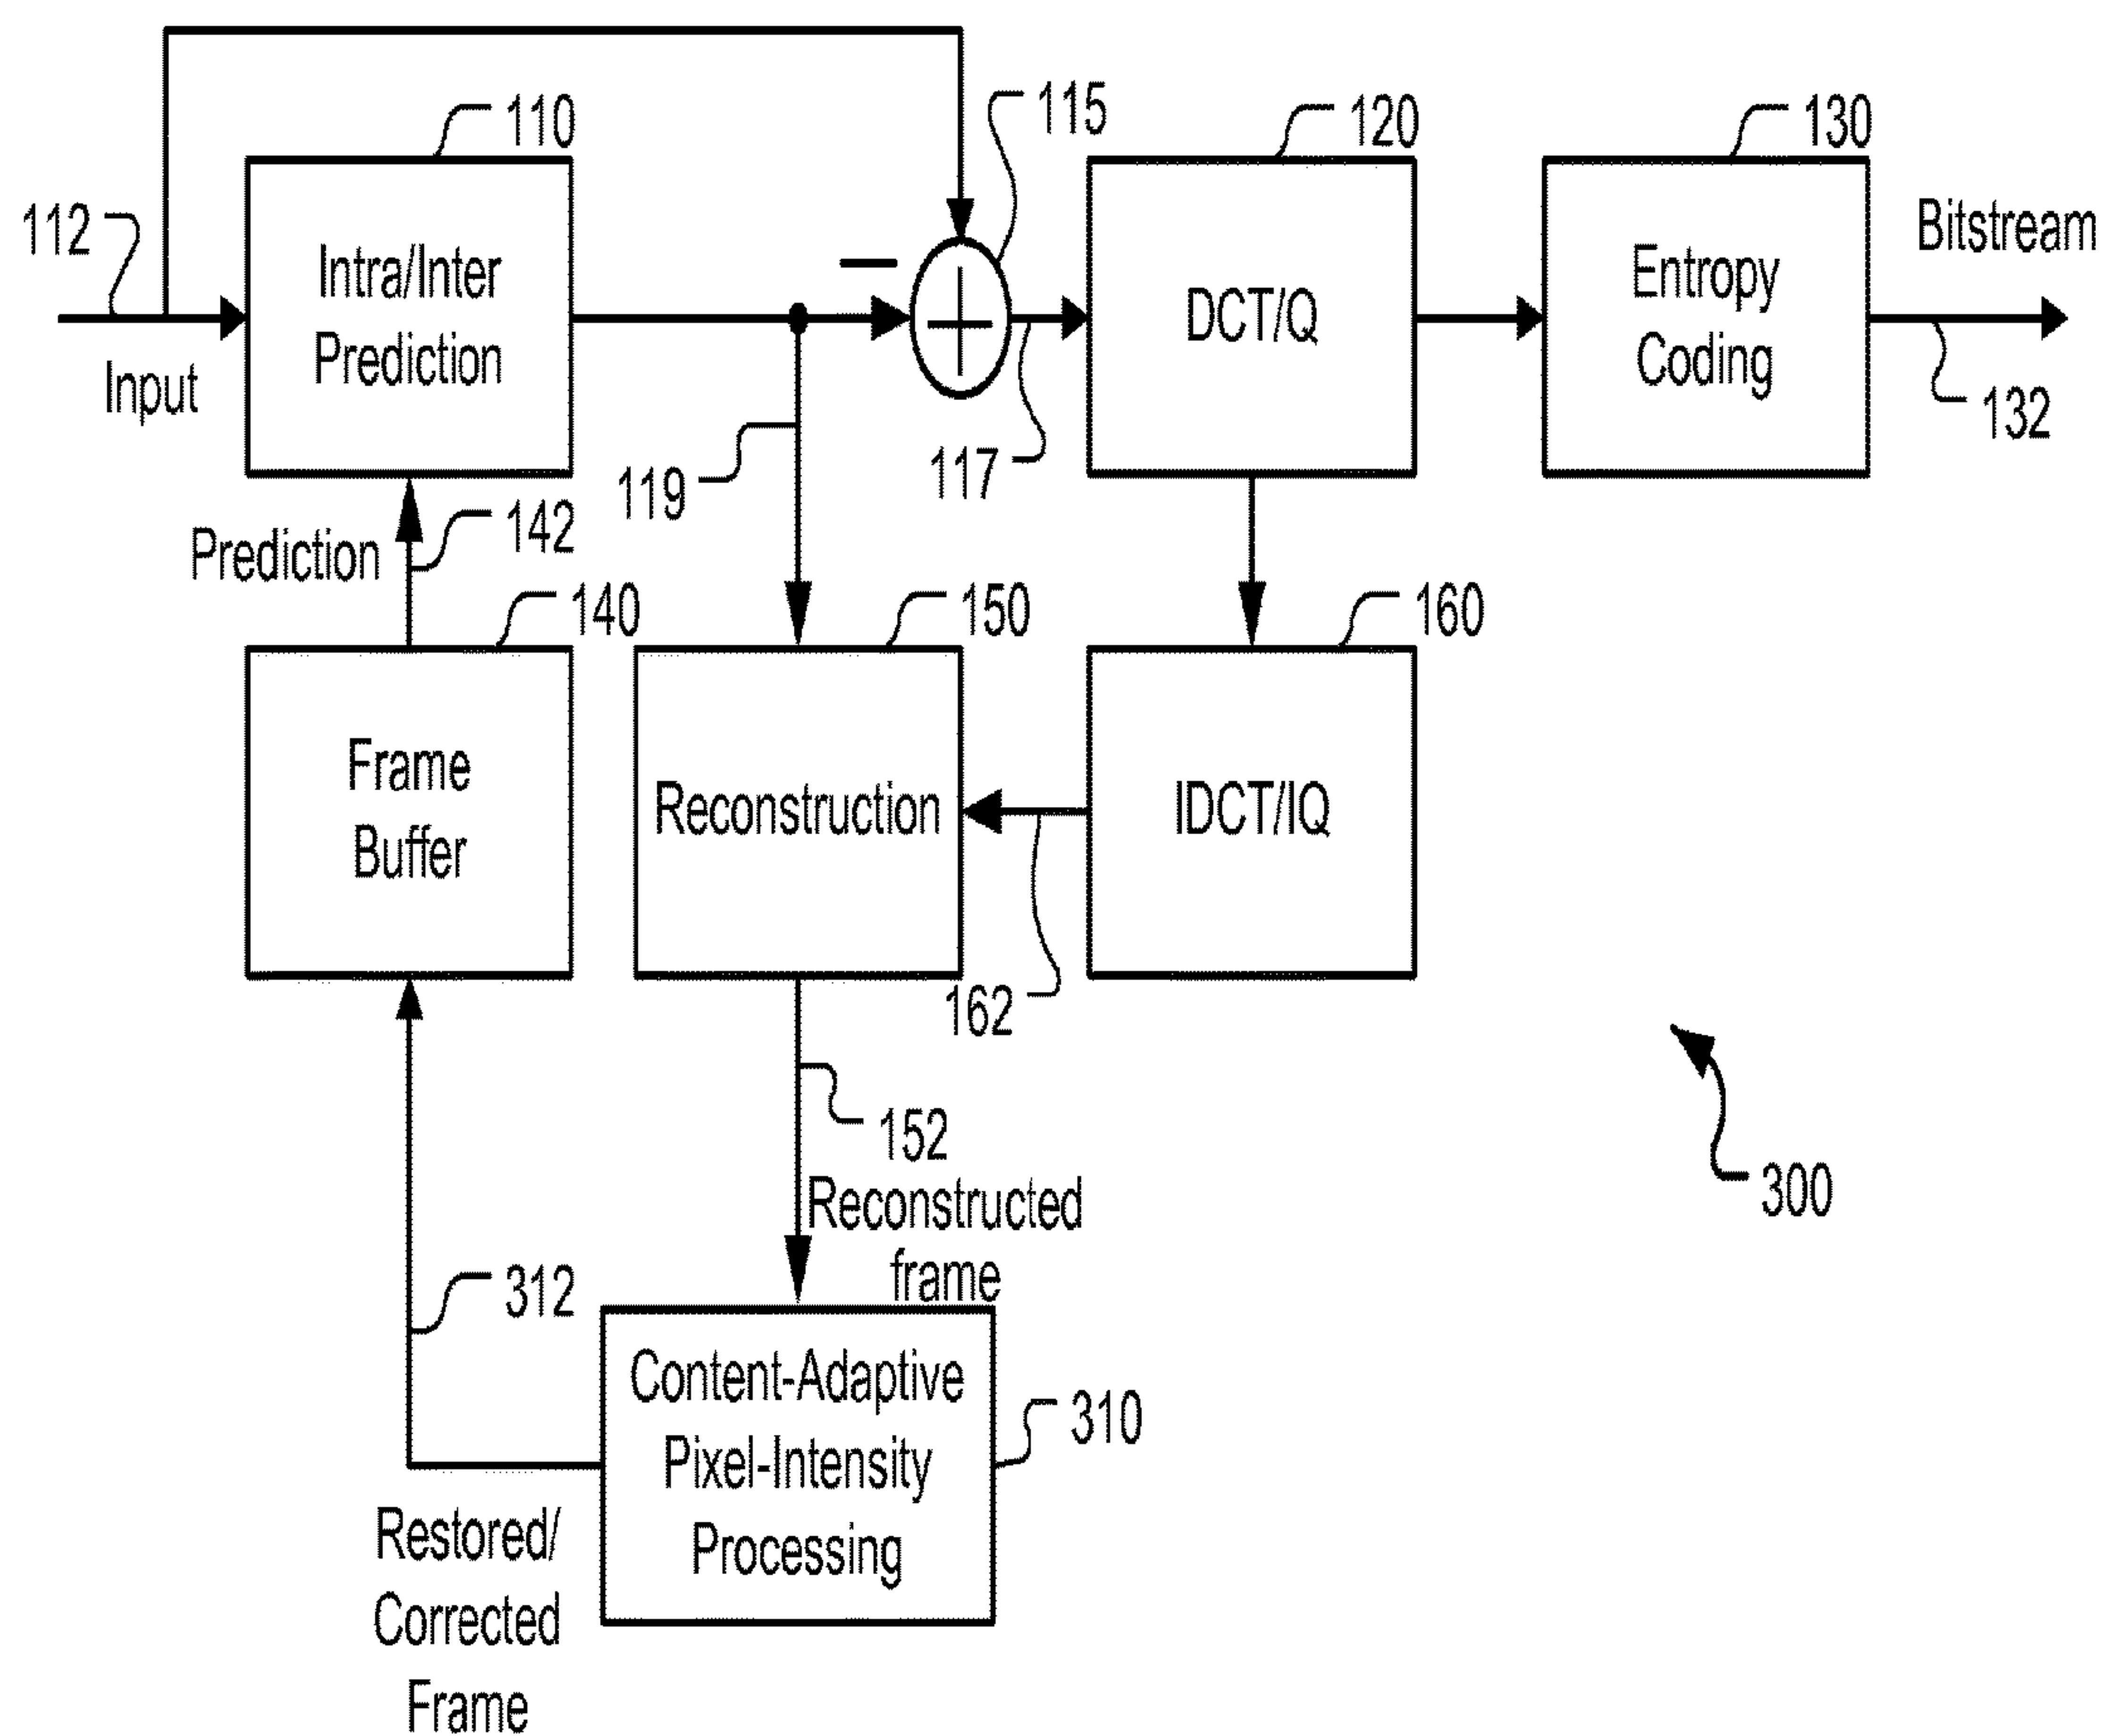 110
115
120
130
112
Input
Intra/Inter
Prediction
−
+
DCT/Q
Entropy
Coding
Bitstream
132
119
117
Prediction
142
140
150
160
Frame
Buffer
Reconstruction
IDCT/IQ
162
152
Reconstructed
frame
300
312
Content-Adaptive
Pixel-Intensity
Processing
310
Restored/
Corrected
Frame